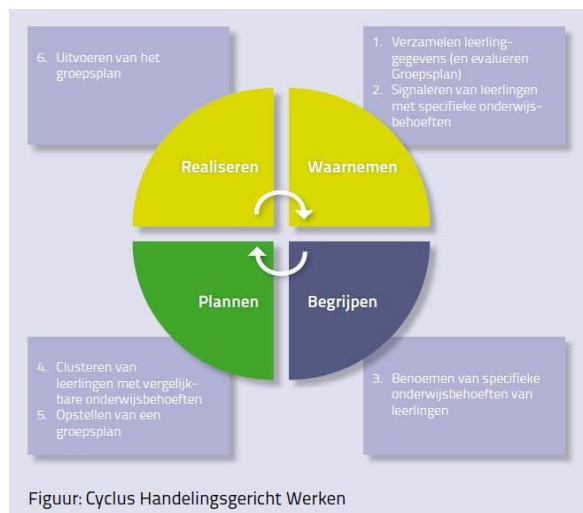 6. Uitvoeren van het
groepsplan
1. Verzamelen leerling-
gegevens (en evalueren
Groepsplan)
2. Signaleren van leerlingen
met specifieke onderwijs-
behoeften
Realiseren
Waarnemen
Plannen
Begrijpen
4. Clusteren van
leerlingen met vergelijk-
bare onderwijsbehoeften
5. Opstellen van een
groepsplan
3. Benoemen van specifieke
onderwijsbehoeften van
leerlingen
Figuur: Cyclus Handelingsgericht Werken